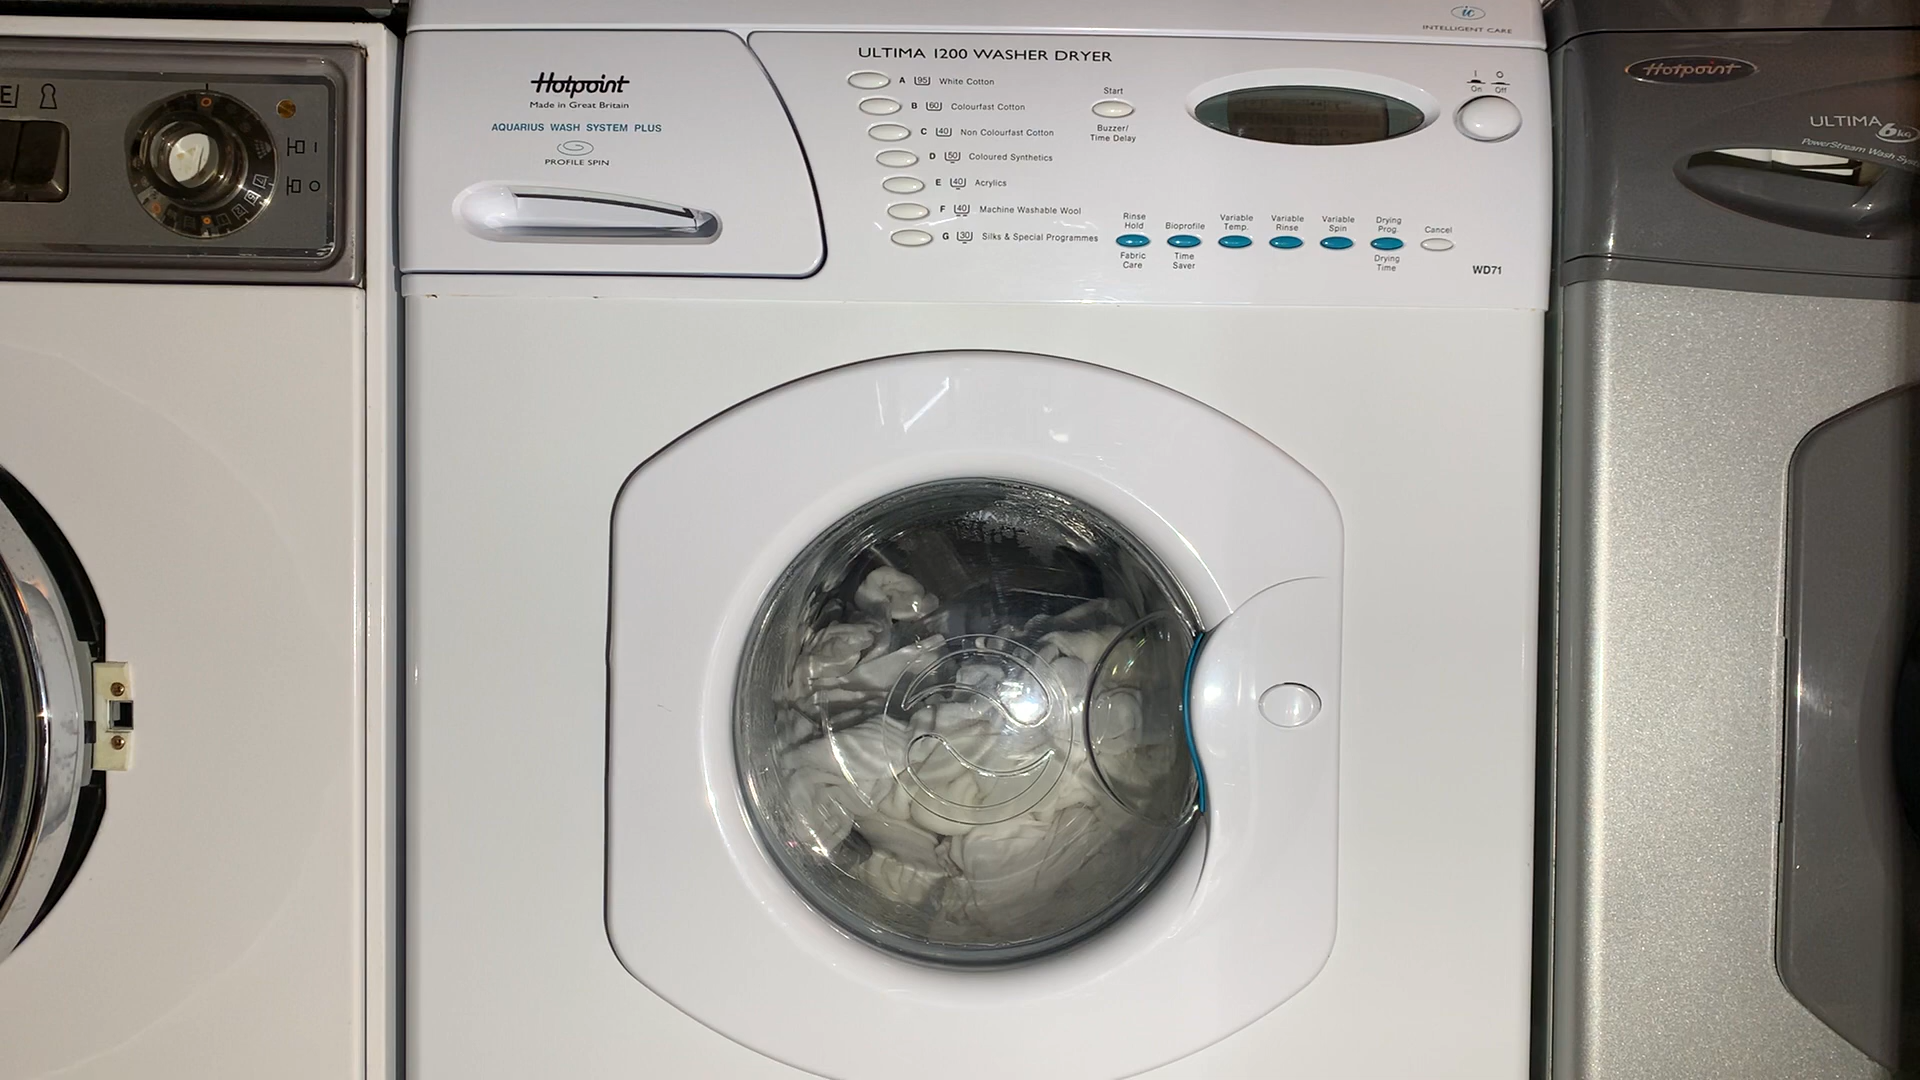 Hotpoint
Made in Great Britain
AQUARIUS WASH SYSTEM PLUS
PROFILE SPIN
ULTIMA 1200 WASHER DRYER
A 95 White Cotton
B 60 Colourfast Cotton
C 40 Non Colourfast Cotton
D 50 Coloured Synthetics
E 40 Acrylics
F 40 Machine Washable Wool
G 30 Silks & Special Programmes
Start
Buzzer/
Time Delay
Rinse
Hold
Fabric
Care
Bioprofile
Time
Saver
Variable
Temp.
Variable
Rinse
Variable
Spin
Drying
Prog.
Drying
Time
Cancel
ic
INTELLIGENT CARE
I O
On Off
WD71
E
I
O
Hotpoint
ULTIMA 6kg
PowerStream Wash